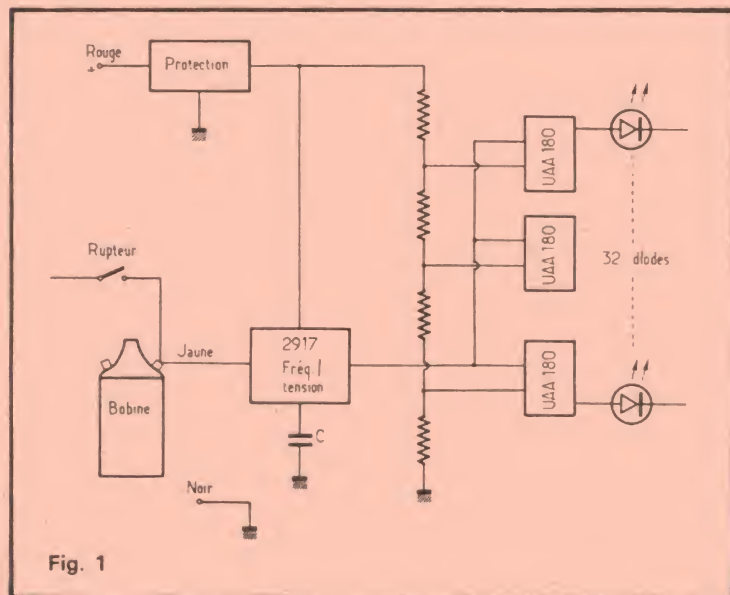 Rouge
+
Protection
UAA 180
UAA 180
32 diodes
Rupteur
Jaune
2917
Fréq./
tension
UAA 180
Bobine
C
Noir
Fig. 1